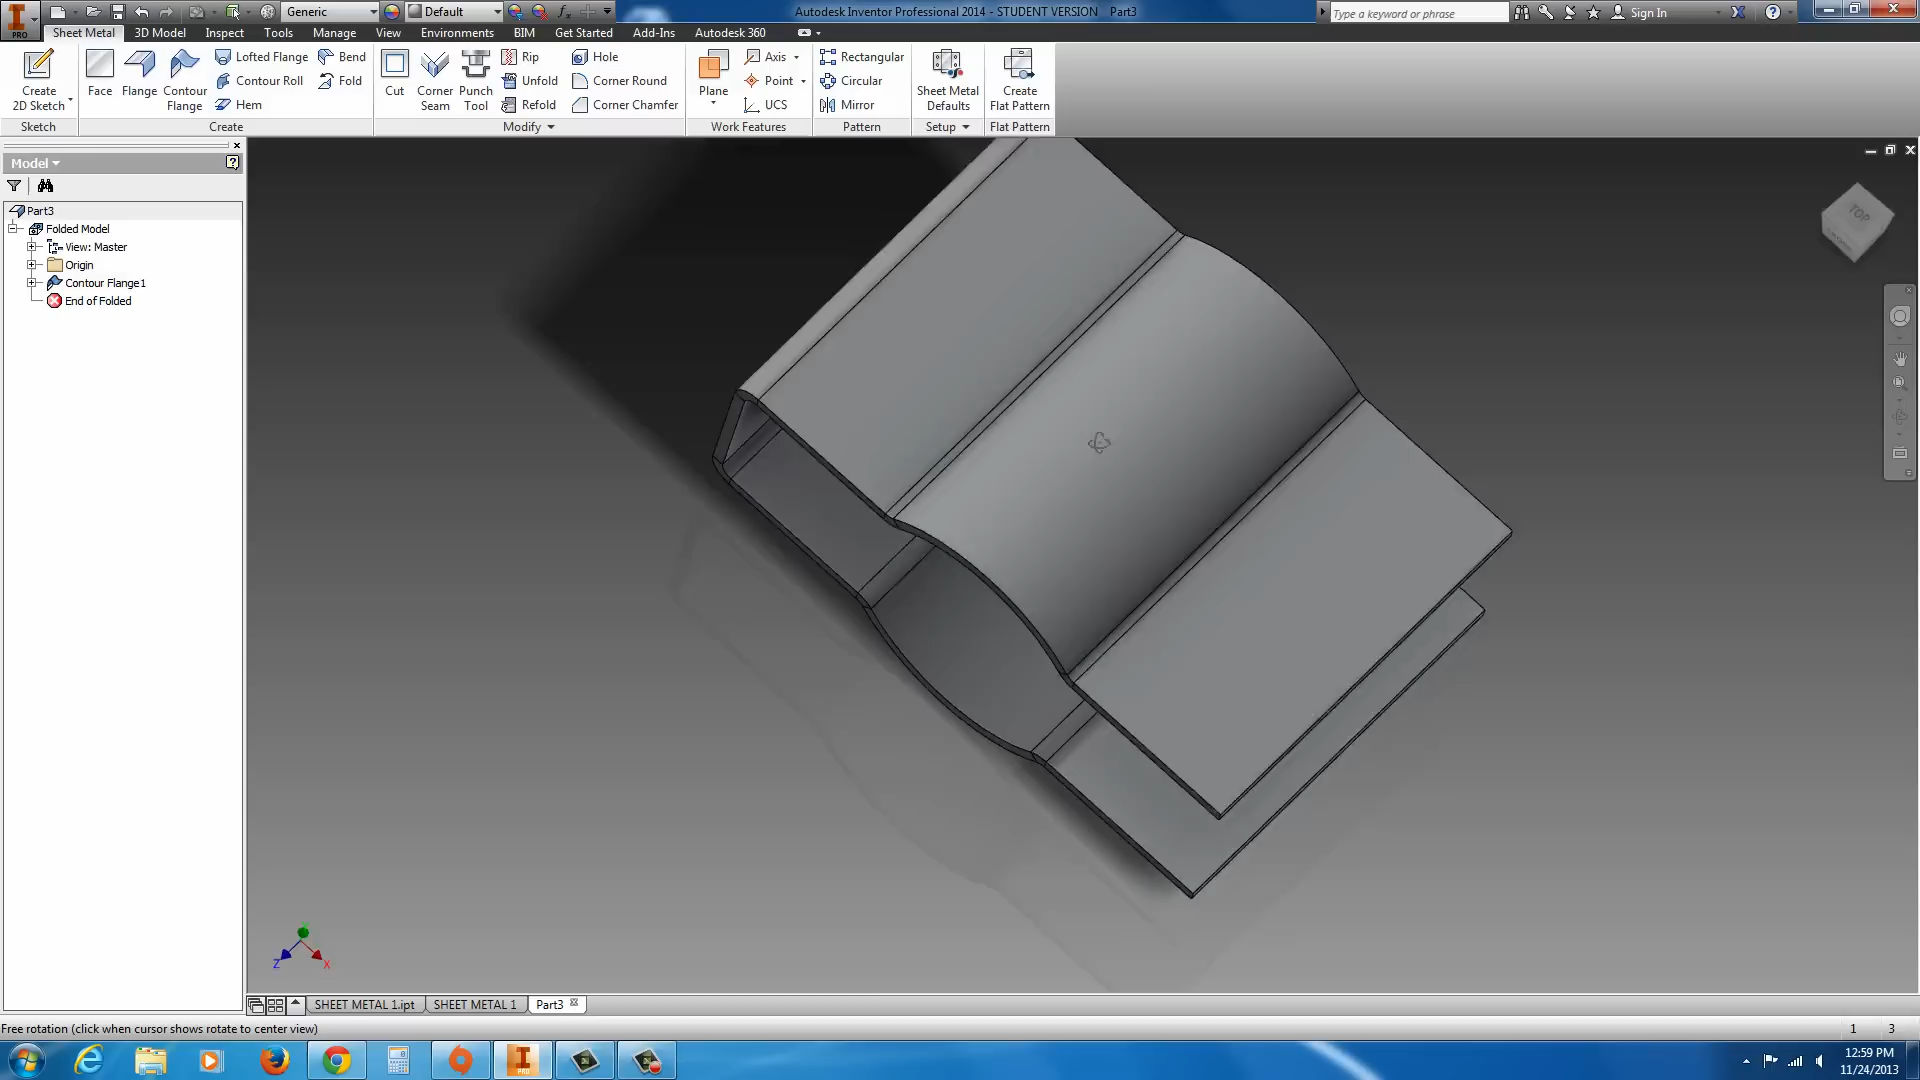 Generic
Default
Autodesk Inventor Professional 2014 - STUDENT VERSION Part3
Type a keyword or phrase
Sign In
PRO
Sheet Metal
3D Model
Inspect
Tools
Manage
View
Environments
BIM
Get Started
Add-Ins
Autodesk 360
Create
2D Sketch
Face
Flange
Contour
Flange
Lofted Flange
Contour Roll
Hem
Bend
Fold
Cut
Corner
Seam
Punch
Tool
Rip
Unfold
Refold
Hole
Corner Round
Corner Chamfer
Plane
Axis
Point
UCS
Rectangular
Circular
Mirror
Sheet Metal
Defaults
Create
Flat Pattern
Sketch
Create
Modify
Work Features
Pattern
Setup
Flat Pattern
Model
Part3
Folded Model
View: Master
Origin
Contour Flange1
End of Folded
TOP
Z
X
SHEET METAL 1.ipt
SHEET METAL 1
Part3
Free rotation (click when cursor shows rotate to center view)
1
3
PRO
12:59 PM
11/24/2013